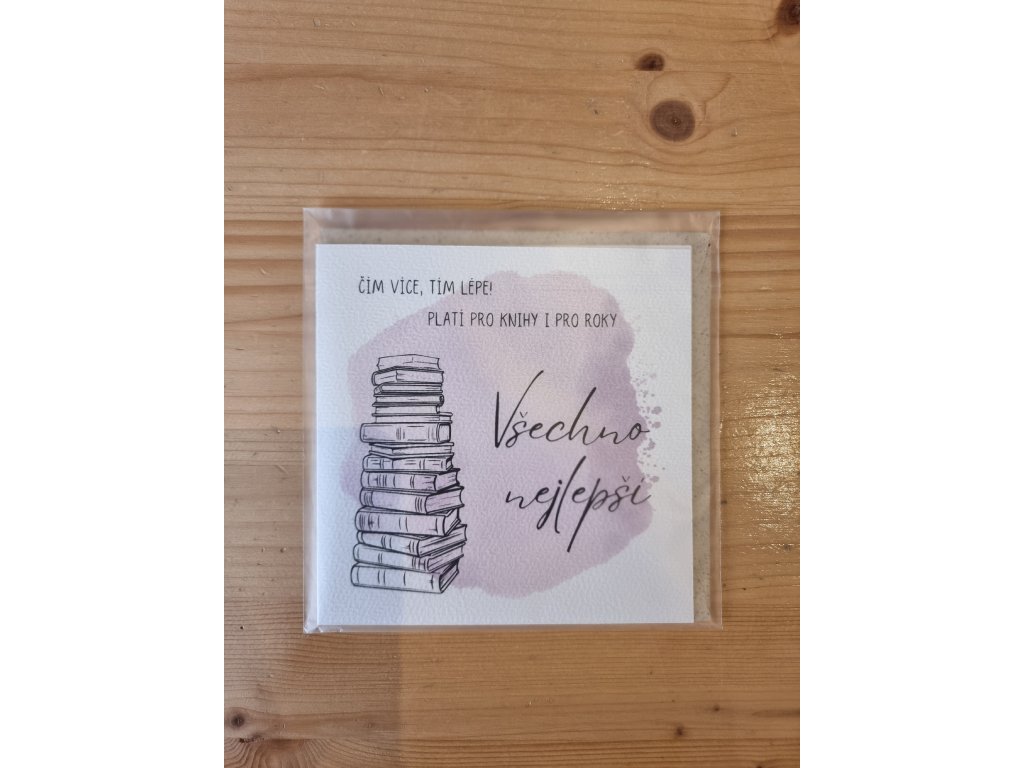 ČÍM VÍCE, TÍM LÉPE!
PLATÍ PRO KNIHY I PRO ROKY
Všechno
nejlepší